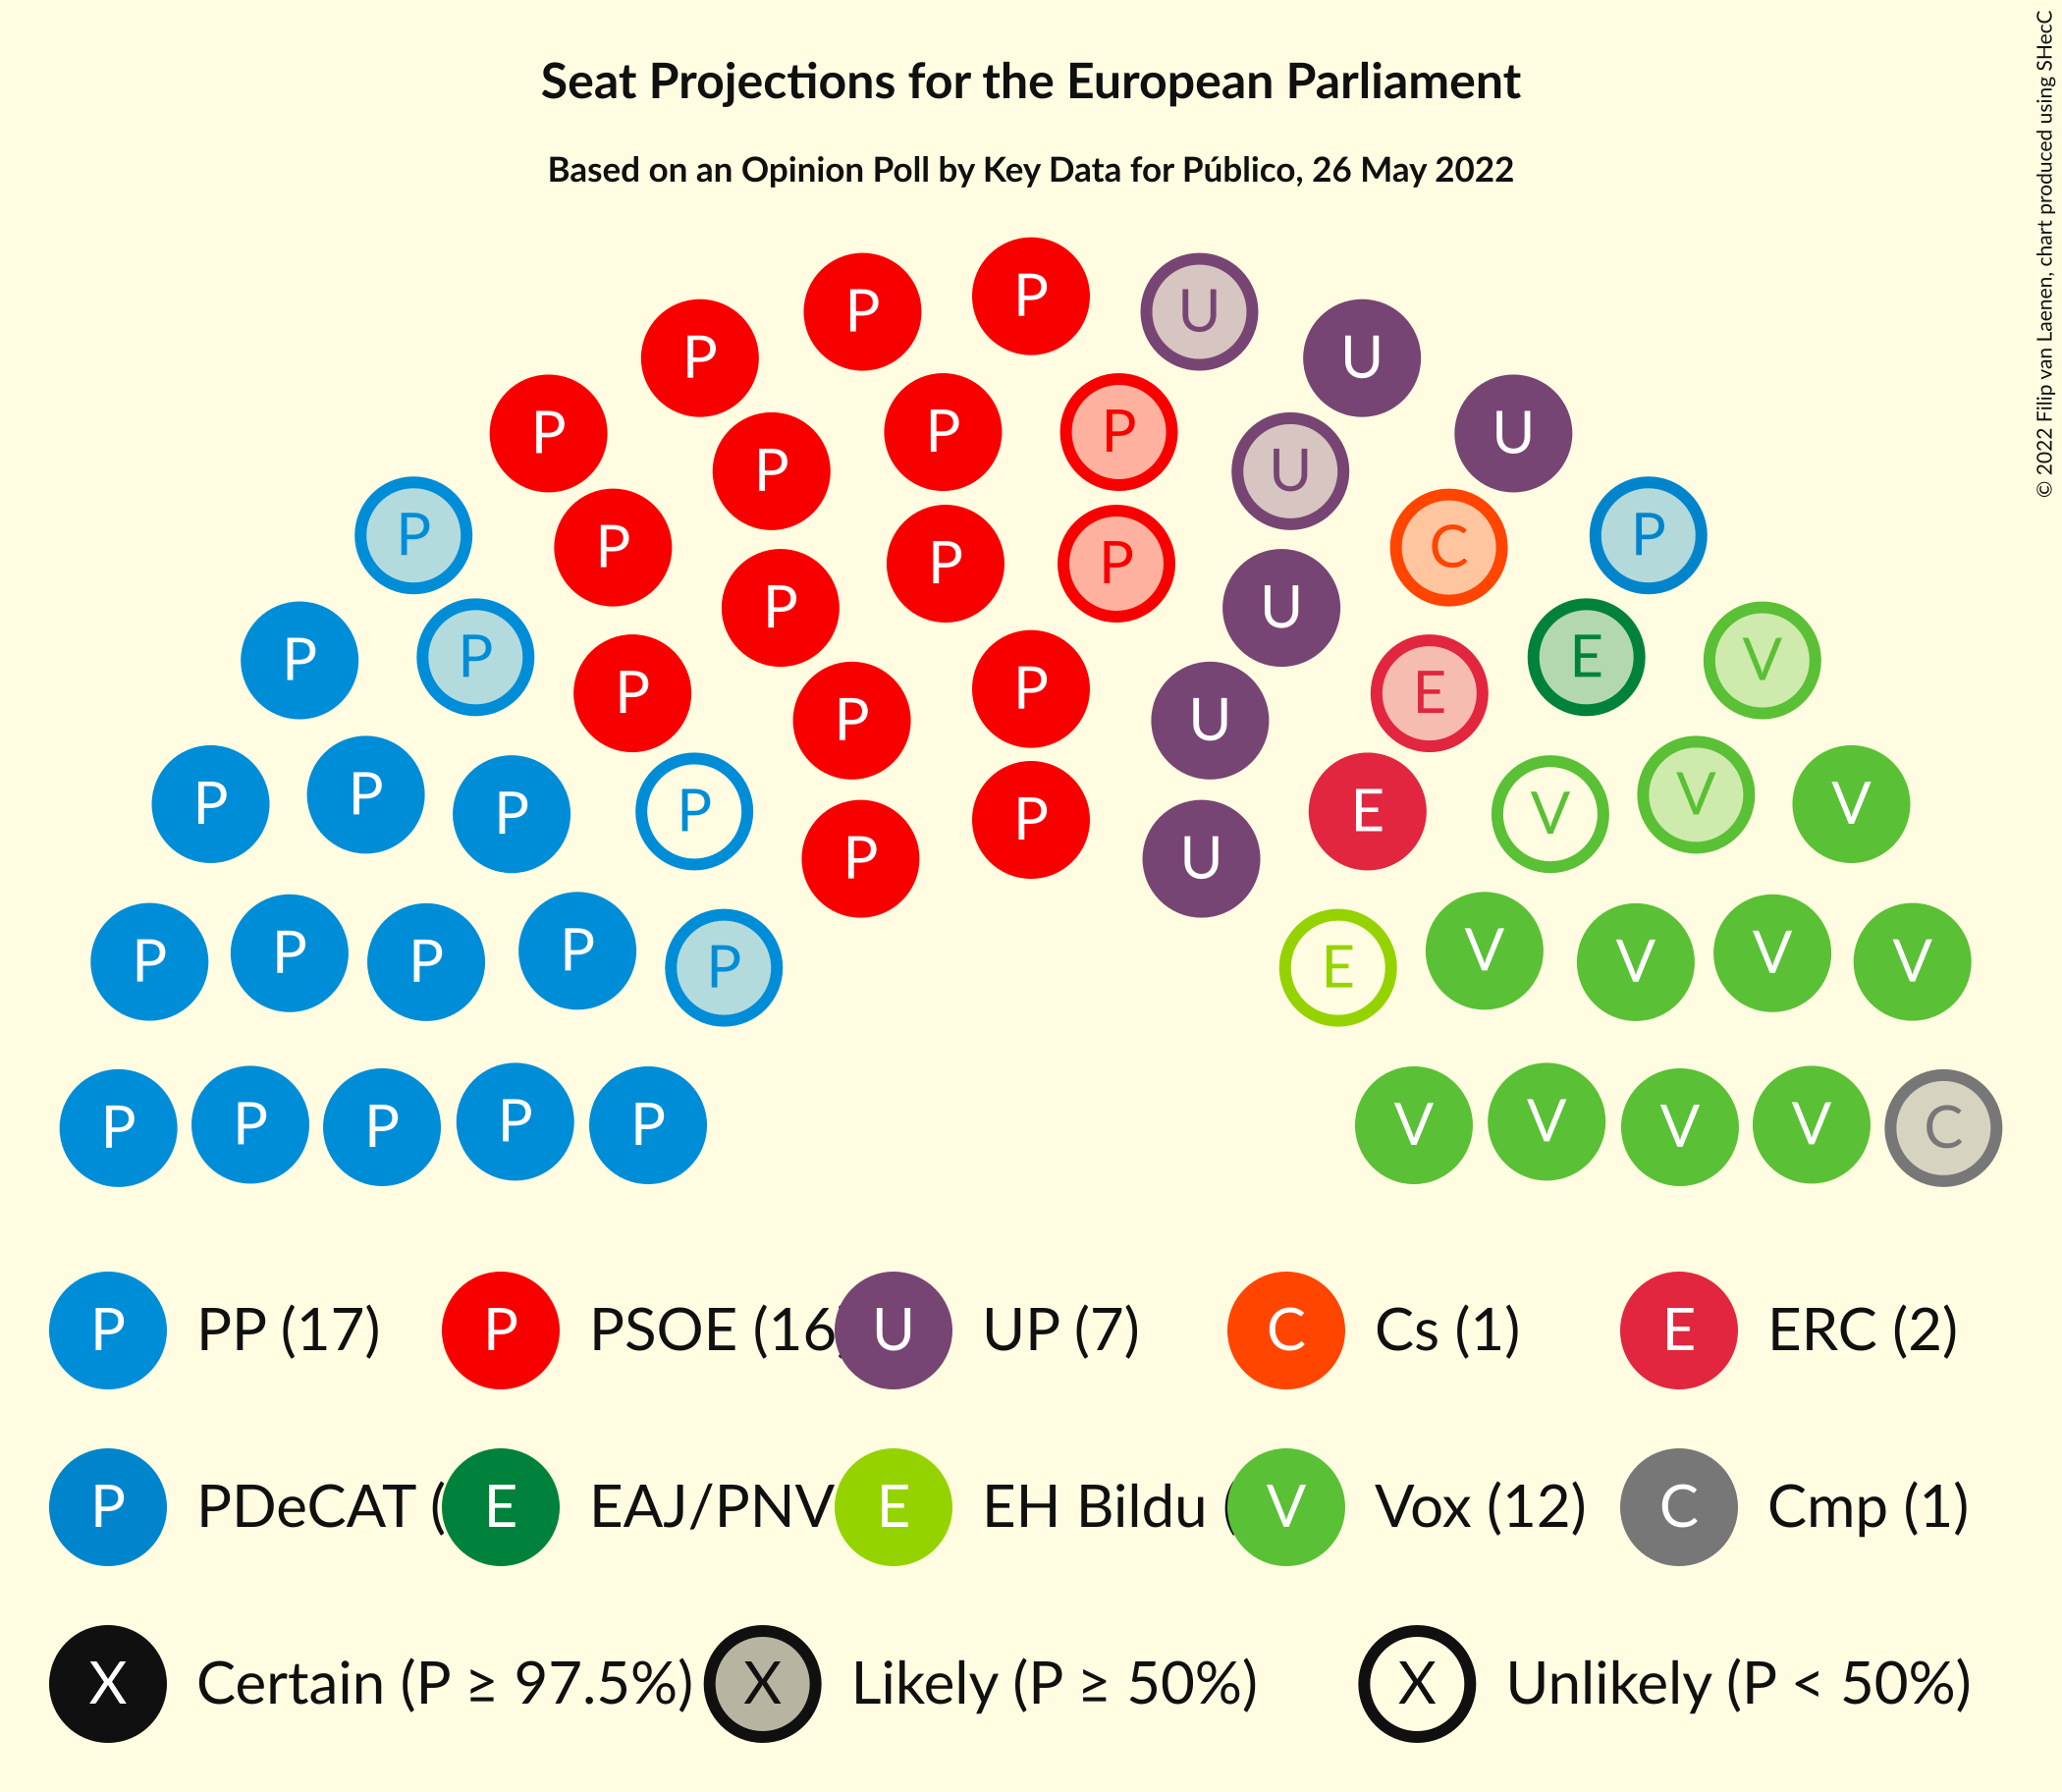 Seat Projections for the European Parliament
Based on an Opinion Poll by Key Data for Público, 26 May 2022
© 2022 Filip van Laenen, chart produced using SHecC
P P U
P P U U
P P P U
P P P P U C P
P P P U
P P P E E V
P P U
P P P P E V V V
P P P U
P P P P P E V V V V
P P P P P V V V V C
P PP (17) P PSOE (16 U UP (7) C Cs (1) E ERC (2)
P PDeCAT ( E EAJ/PNV E EH Bildu ( V Vox (12) C Cmp (1)
X Certain (P ≥ 97.5%) X Likely (P ≥ 50%) X Unlikely (P < 50%)